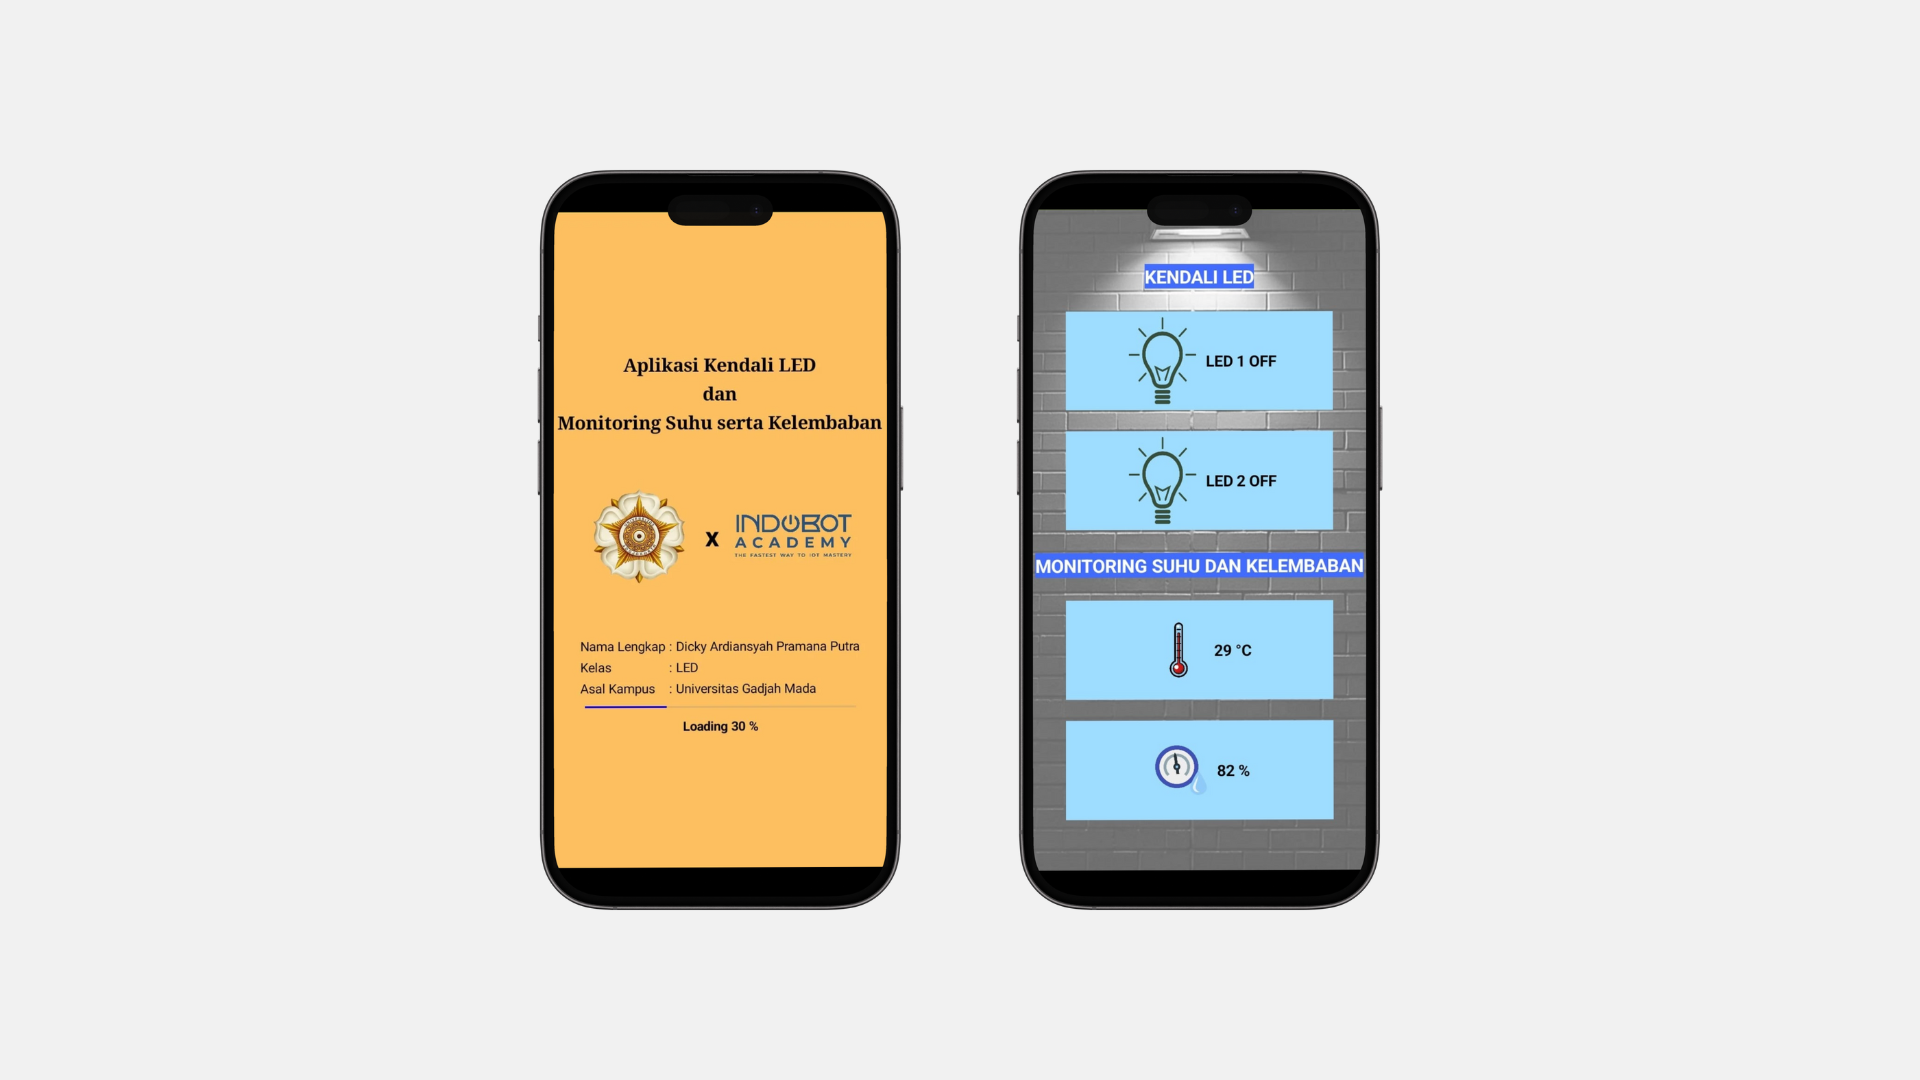 Aplikasi Kendali LED
dan
Monitoring Suhu serta Kelembaban
X
INDOBOT
ACADEMY
THE FASTEST WAY TO IOT MASTERY
Nama Lengkap : Dicky Ardiansyah Pramana Putra
Kelas : LED
Asal Kampus : Universitas Gadjah Mada
Loading 30 %
KENDALI LED
LED 1 OFF
LED 2 OFF
MONITORING SUHU DAN KELEMBABAN
29 °C
82 %